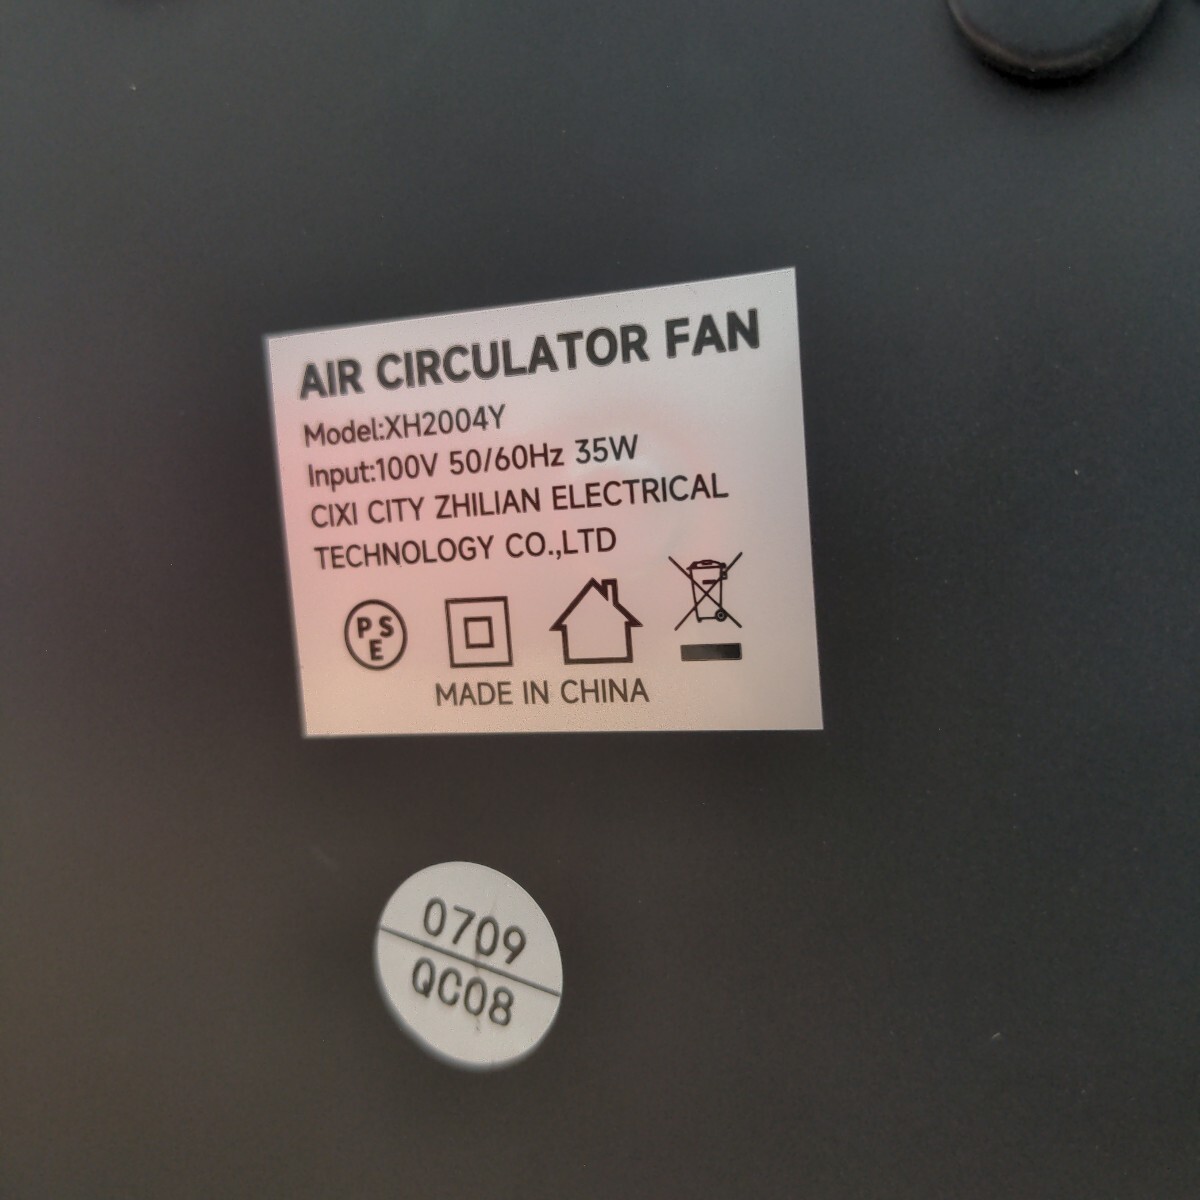 AIR CIRCULATOR FAN
Model:XH2004Y
Input:100V 50/60Hz 35W
CIXI CITY ZHILIAN ELECTRICAL
TECHNOLOGY CO.,LTD
PSE
MADE IN CHINA
0709
QC08